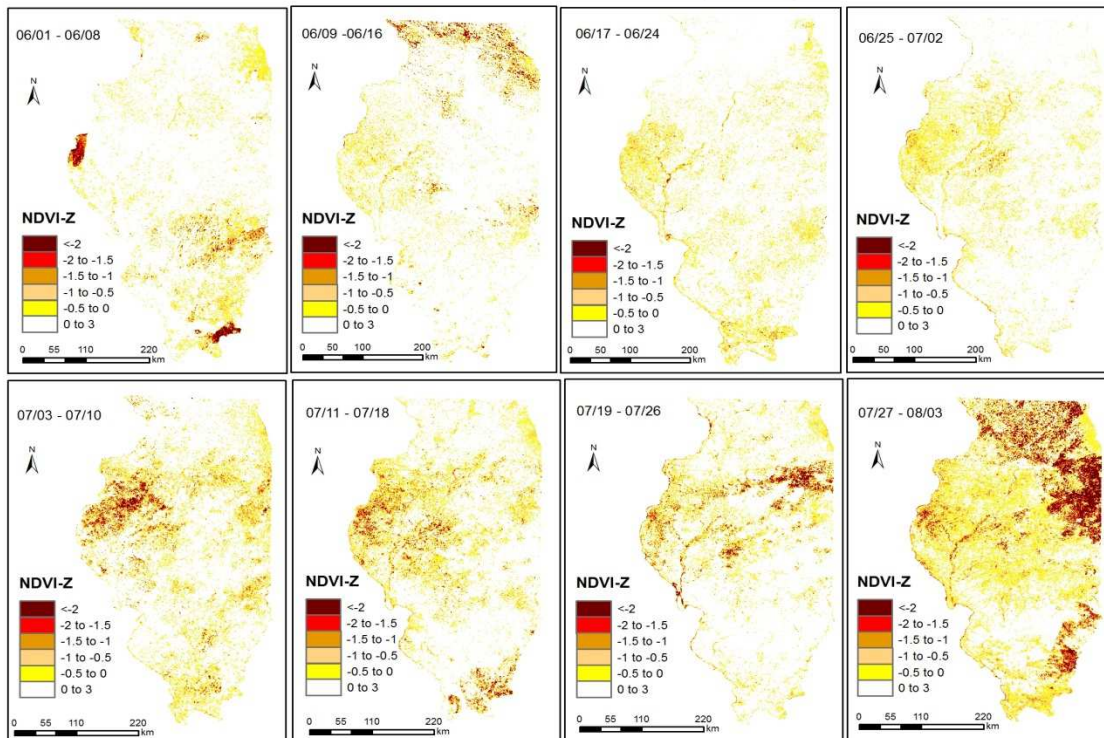 06/01 - 06/08
N
NDVI-Z
<-2
-2 to -1.5
-1.5 to -1
-1 to -0.5
-0.5 to 0
0 to 3
0 55 110 220
km
06/09 -06/16
N
NDVI-Z
<-2
-2 to -1.5
-1.5 to -1
-1 to -0.5
-0.5 to 0
0 to 3
0 50 100 200
km
06/17 - 06/24
N
NDVI-Z
<-2
-2 to -1.5
-1.5 to -1
-1 to -0.5
-0.5 to 0
0 to 3
0 50 100 200
km
06/25 - 07/02
N
NDVI-Z
<-2
-2 to -1.5
-1.5 to -1
-1 to -0.5
-0.5 to 0
0 to 3
0 50 100 200
km
07/03 - 07/10
N
NDVI-Z
<-2
-2 to -1.5
-1.5 to -1
-1 to -0.5
-0.5 to 0
0 to 3
0 55 110 220
km
07/11 - 07/18
N
NDVI-Z
<-2
-2 to -1.5
-1.5 to -1
-1 to -0.5
-0.5 to 0
0 to 3
0 55 110 220
km
07/19 - 07/26
N
NDVI-Z
<-2
-2 to -1.5
-1.5 to -1
-1 to -0.5
-0.5 to 0
0 to 3
0 55 110 220
km
07/27 - 08/03
N
NDVI-Z
<-2
-2 to -1.5
-1.5 to -1
-1 to -0.5
-0.5 to 0
0 to 3
0 55 110 220
km